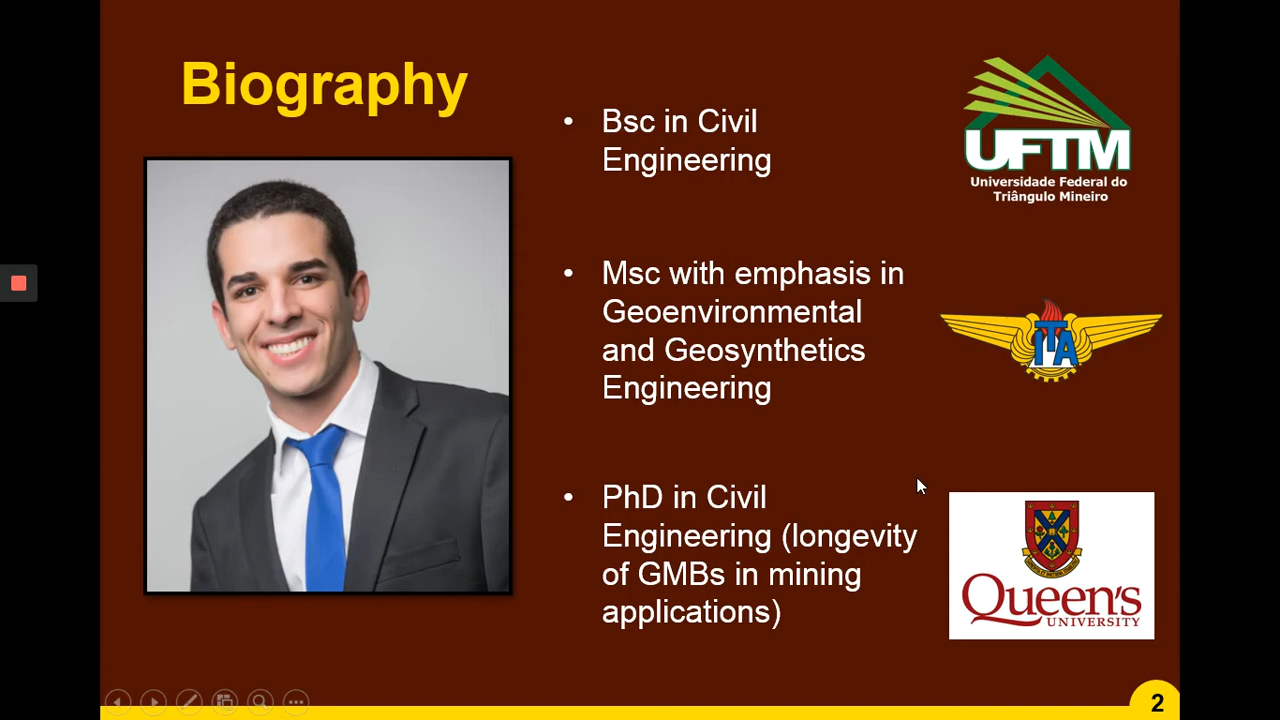 Biography
• Bsc in Civil
Engineering
UFTM
Universidade Federal do
Triângulo Mineiro
• Msc with emphasis in
Geoenvironmental
and Geosynthetics
Engineering
ITA
• PhD in Civil
Engineering (longevity
of GMBs in mining
applications)
Queen's
UNIVERSITY
2